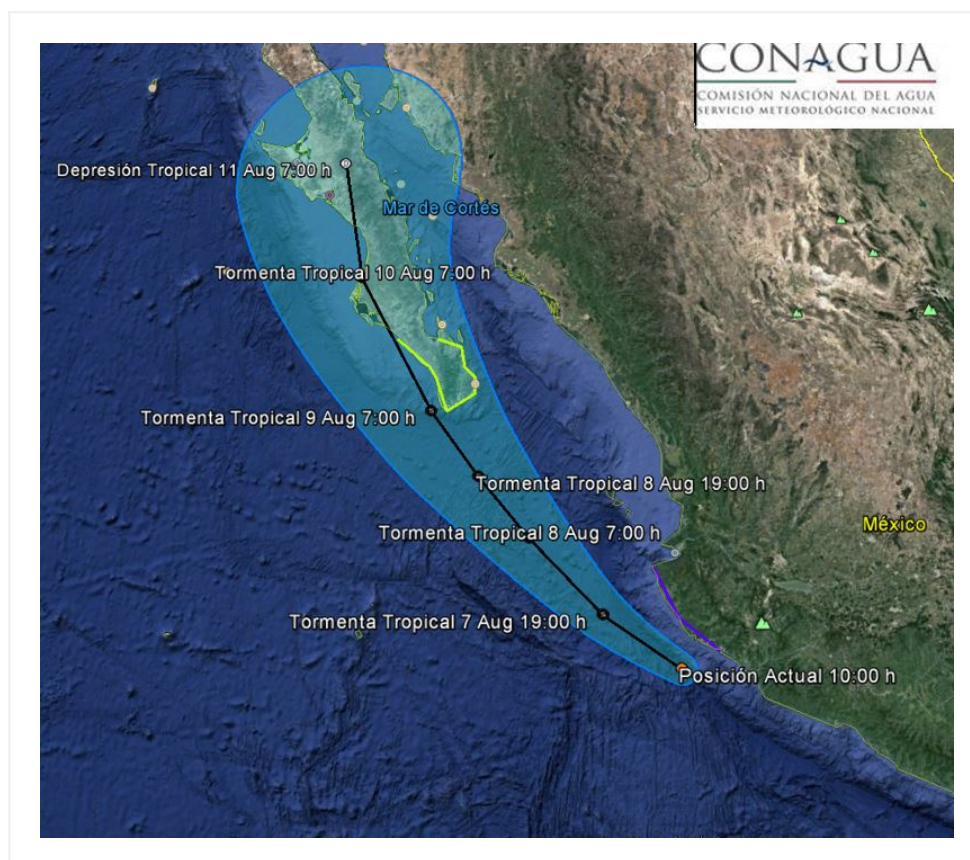 CONAGUA
COMISIÓN NACIONAL DEL AGUA
SERVICIO METEOROLÓGICO NACIONAL
Depresión Tropical 11 Aug 7:00 h
Mar de Cortés
Tormenta Tropical 10 Aug 7:00 h
Tormenta Tropical 9 Aug 7:00 h
Tormenta Tropical 8 Aug 19:00 h
México
Tormenta Tropical 8 Aug 7:00 h
Tormenta Tropical 7 Aug 19:00 h
Posición Actual 10:00 h